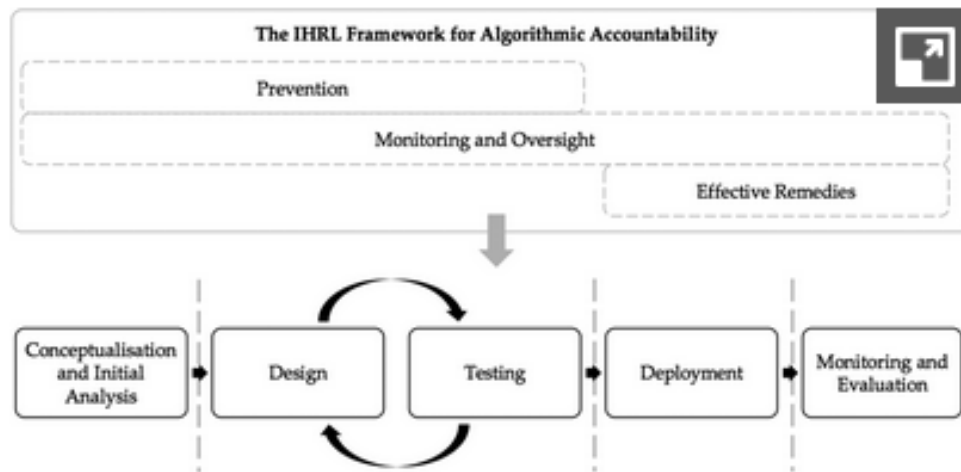 The IHRL Framework for Algorithmic Accountability
Prevention
Monitoring and Oversight
Effective Remedies
Conceptualisation
and Initial
Analysis
Design
Testing
Deployment
Monitoring and
Evaluation